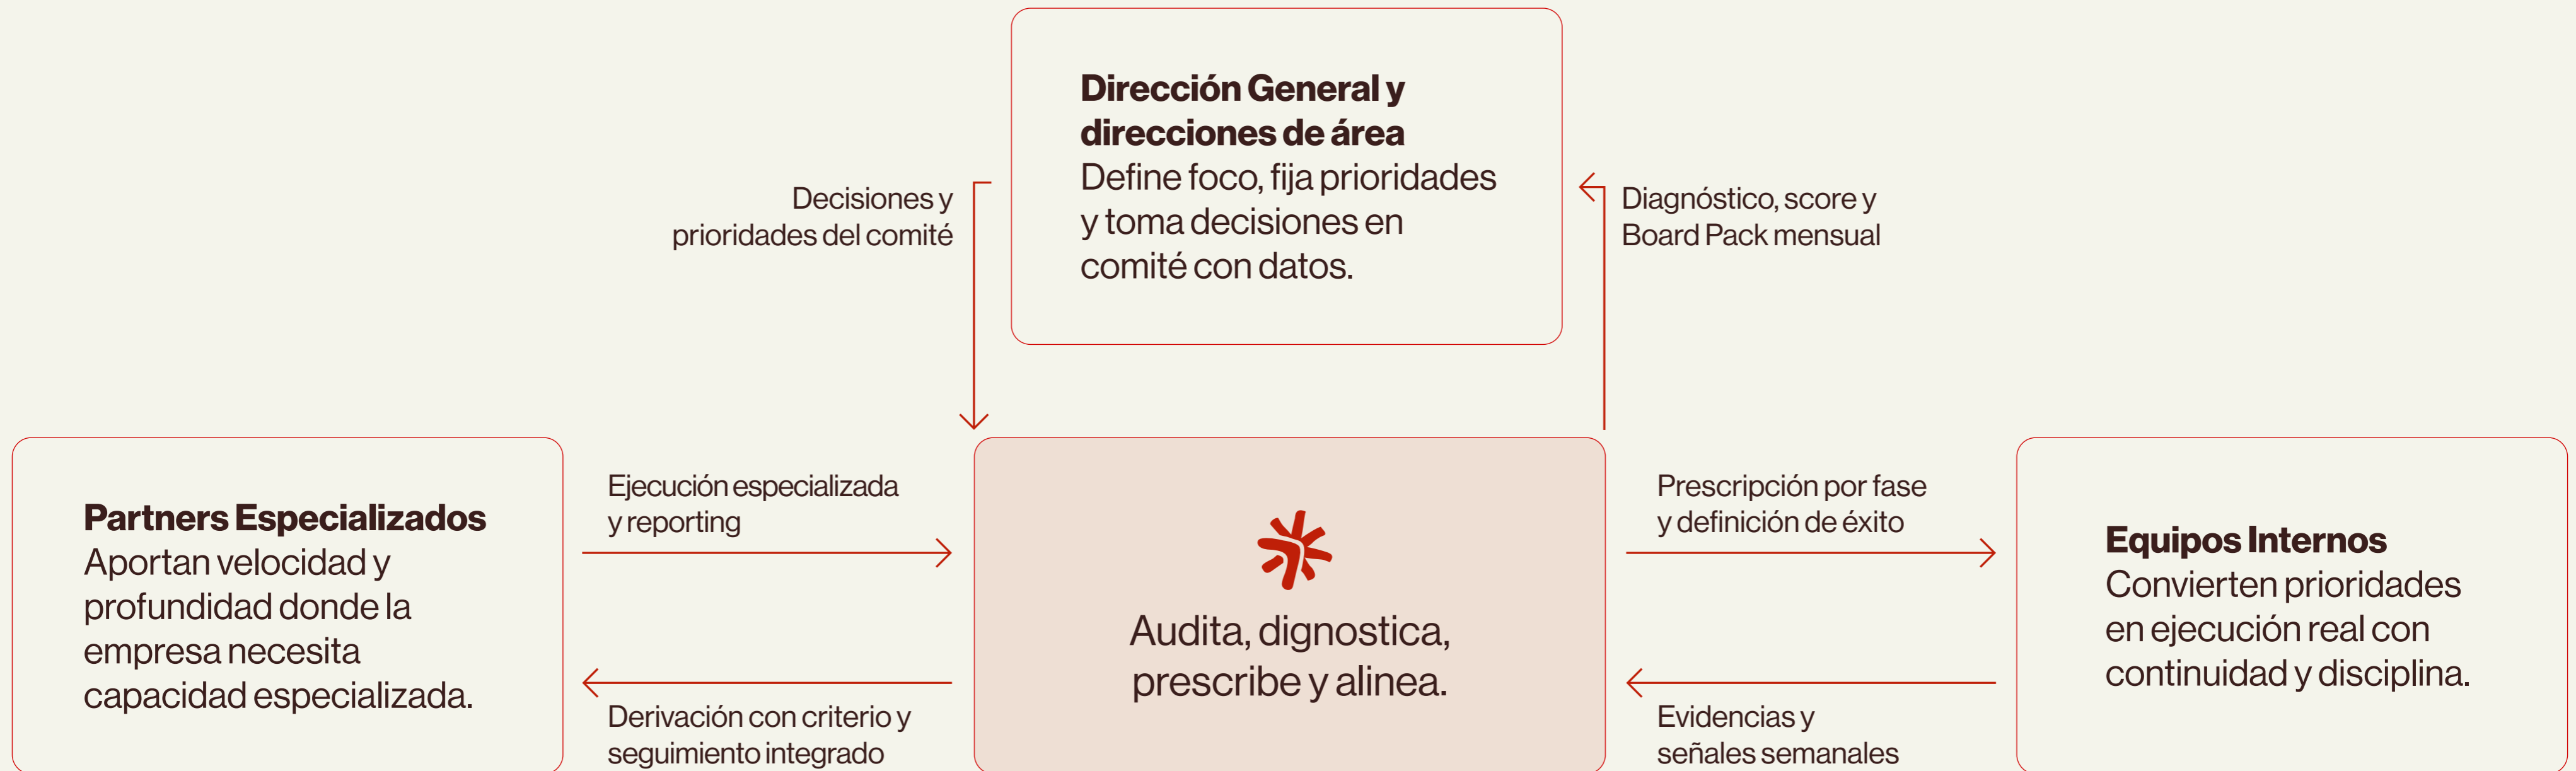 Dirección General y
direcciones de área
Define foco, fija prioridades
y toma decisiones en
comité con datos.
Decisiones y
prioridades del comité
Diagnóstico, score y
Board Pack mensual
Partners Especializados
Aportan velocidad y
profundidad donde la
empresa necesita
capacidad especializada.
Ejecución especializada
y reporting
Derivación con criterio y
seguimiento integrado
Audita, dignostica,
prescribe y alinea.
Prescripción por fase
y definición de éxito
Evidencias y
señales semanales
Equipos Internos
Convierten prioridades
en ejecución real con
continuidad y disciplina.